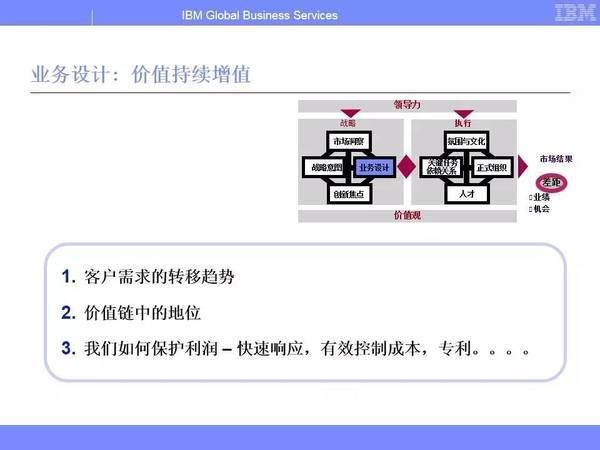 IBM Global Business Services
IBM
业务设计：价值持续增值
领导力
战略
执行
市场洞察
氛围与文化
战略意图
业务设计
关键任务
依赖关系
正式组织
创新焦点
人才
价值观
市场结果
差距
业绩
机会
1. 客户需求的转移趋势
2. 价值链中的地位
3. 我们如何保护利润 – 快速响应，有效控制成本，专利。。。。